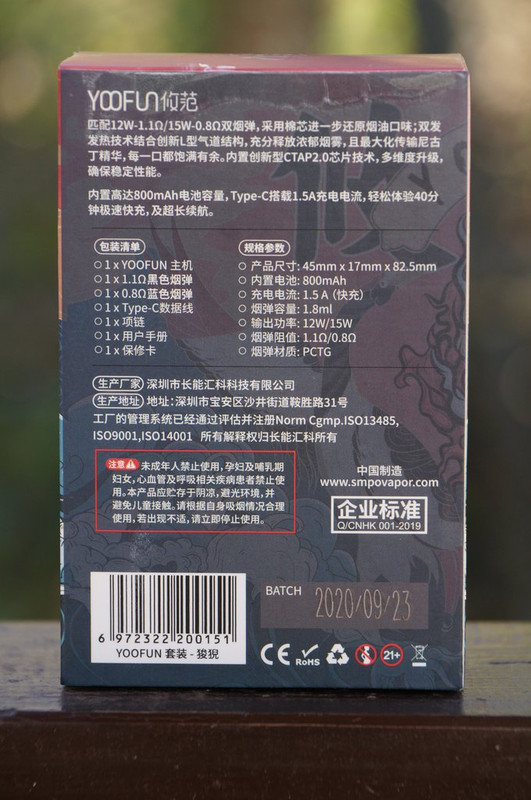 YOOFUN 攸范
匹配12W-1.1Ω/15W-0.8Ω双烟弹，采用棉芯进一步还原烟油口味；双发
发热技术结合创新L型气道结构，充分释放浓郁烟雾，且最大化传输尼古
丁精华，每一口都饱满有余。内置创新型CTAP2.0芯片技术，多维度升级，
确保稳定性能。
内置高达800mAh电池容量，Type-C搭载1.5A充电电流，轻松体验40分
钟极速快充，及超长续航。
包装清单
1 x YOOFUN 主机
1 x 1.1Ω黑色烟弹
1 x 0.8Ω蓝色烟弹
1 x Type-C数据线
1 x 项链
1 x 用户手册
1 x 保修卡
规格参数
产品尺寸: 45mm x 17mm x 82.5mm
内置电池: 800mAh
充电电流: 1.5 A (快充)
烟弹容量: 1.8ml
输出功率: 12W/15W
烟弹阻值: 1.1Ω/0.8Ω
烟弹材质: PCTG
生产厂家 深圳市长能汇科科技有限公司
生产地址 地址: 深圳市宝安区沙井街道鞍胜路31号
工厂的管理系统已经通过评估并注册Norm Cgmp.ISO13485,
ISO9001,ISO14001 所有解释权归长能汇科所有
注意 未成年人禁止使用，孕妇及哺乳期
妇女，心血管及呼吸相关疾病患者禁止使
用。本产品应贮存于阴凉，避光环境，并
避免儿童接触。请根据自身吸烟情况合理
使用，若出现不适，请立即停止使用。
中国制造
www.smpovapor.com
企业标准
Q/CNHK 001-2019
BATCH 2020/09/23
6 972322 200151
YOOFUN 套装 - 狻猊
CE RoHS 21+